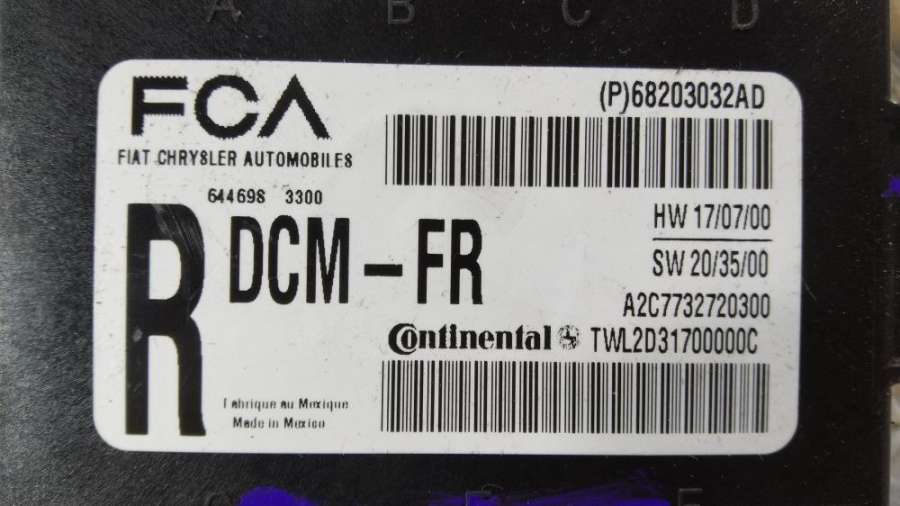 A B C D
FCA
FIAT CHRYSLER AUTOMOBILES
(P)68203032AD
644698 3300
R DCM-FR
HW 17/07/00
SW 20/35/00
A2C7732720300
Continental TWL2D31700000C
Fabrique au Mexique
Made in Mexico